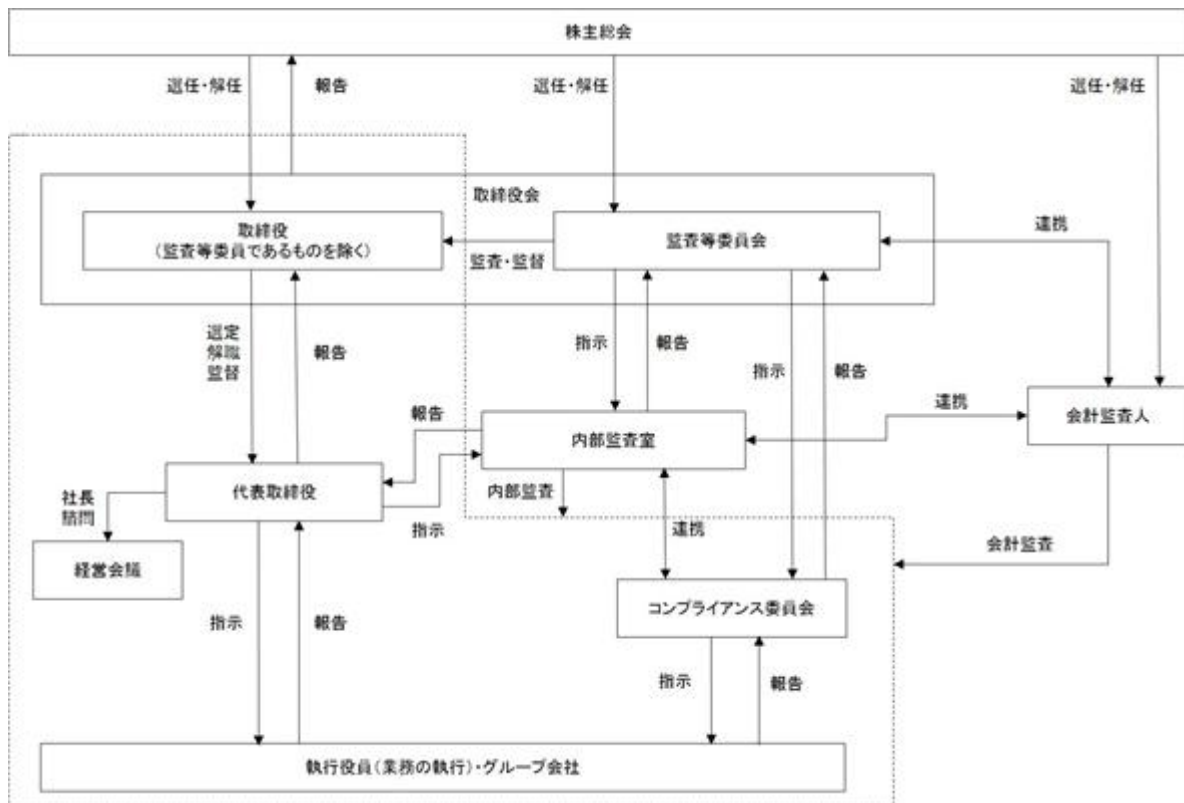 株主総会
選任・解任
報告
選任・解任
選任・解任
取締役会
取締役
(監査等委員であるものを除く)
監査等委員会
監査・監督
連携
選定
解職
監督
報告
指示
報告
指示
報告
報告
内部監査室
連携
会計監査人
代表取締役
指示
内部監査
社長
諮問
連携
会計監査
経営会議
コンプライアンス委員会
指示
報告
指示
報告
執行役員(業務の執行)・グループ会社